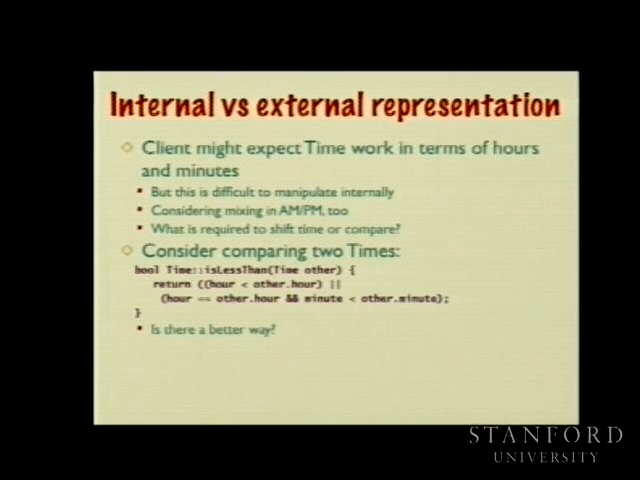 Internal vs external representation
Client might expect Time work in terms of hours
and minutes
But this is difficult to manipulate internally
Considering mixing in AM/PM, too
What is required to shift time or compare?
Consider comparing two Times:
bool Time::isLessThan(Time other) {
return ((hour < other.hour) ||
(hour == other.hour && minute < other.minute);
}
Is there a better way?
STANFORD
UNIVERSITY